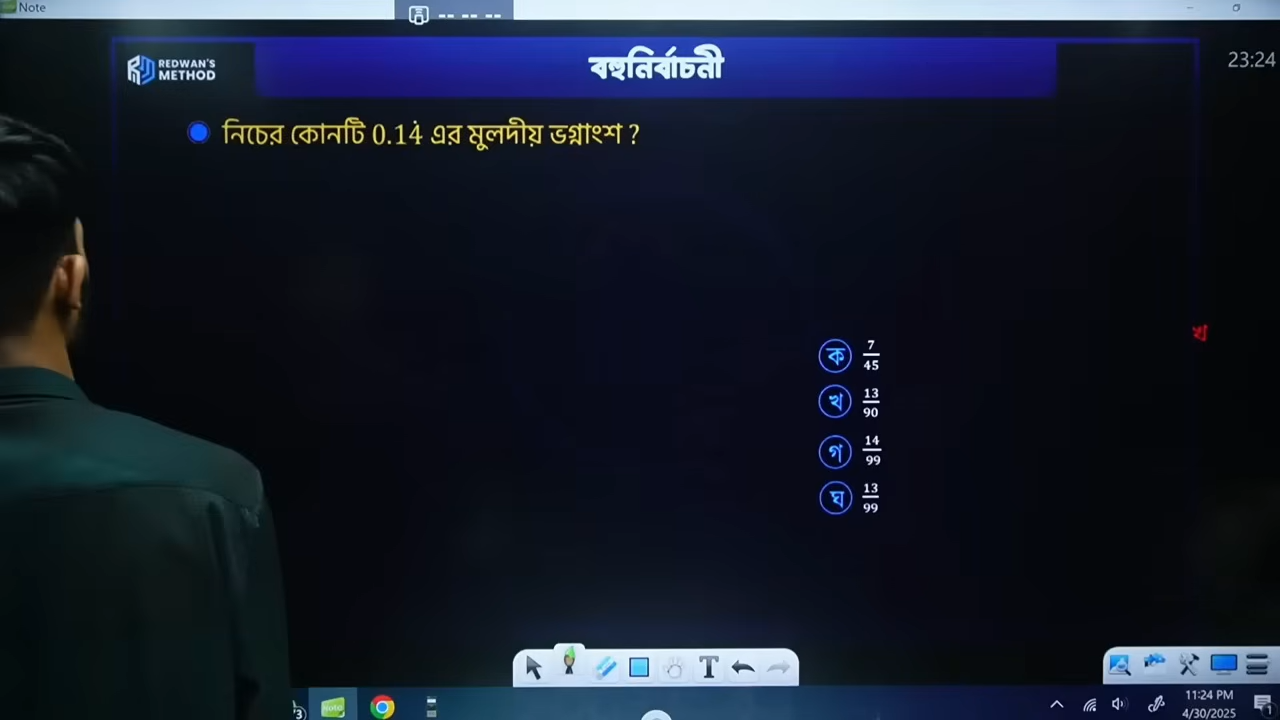 Note
REDWAN'S
METHOD
বহুনির্বাচনী
23:24
নিচের কোনটি 0.14̇ এর মুলদীয় ভগ্নাংশ ?
খ
ক 7/45
খ 13/90
গ 14/99
ঘ 13/99
T
11:24 PM
4/30/2025